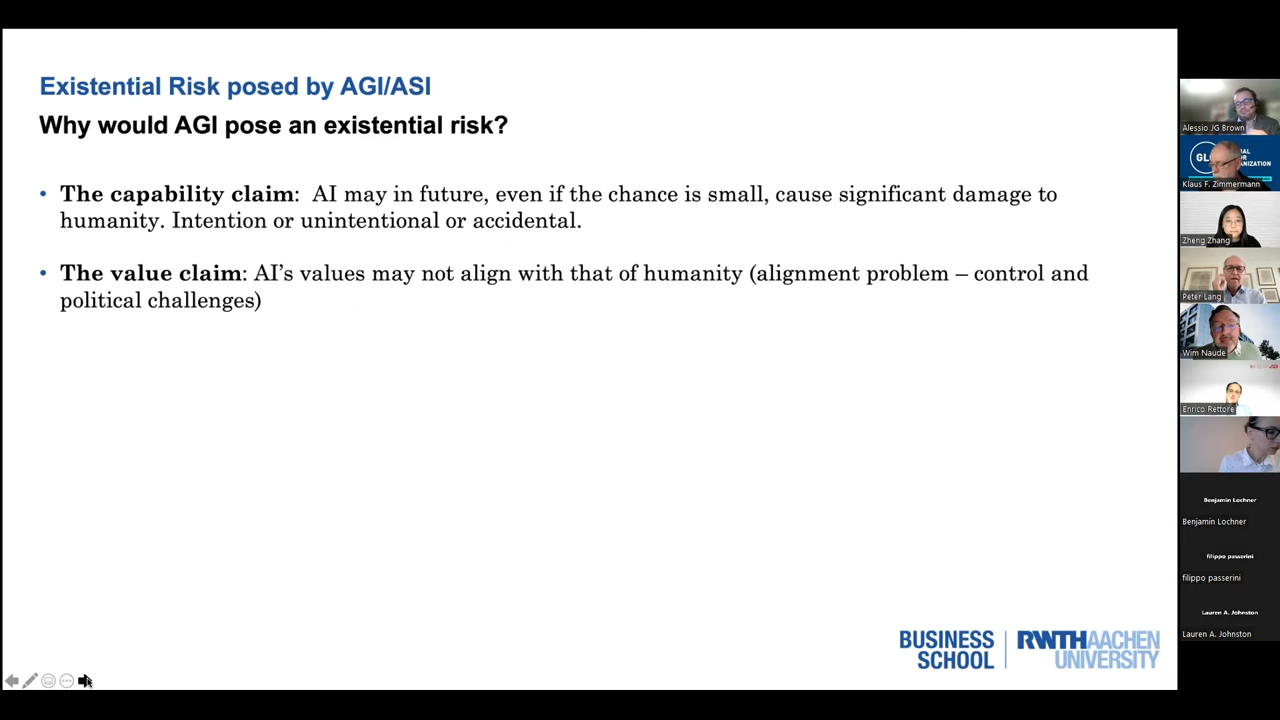 Existential Risk posed by AGI/ASI
Why would AGI pose an existential risk?
• The capability claim: AI may in future, even if the chance is small, cause significant damage to
humanity. Intention or unintentional or accidental.
• The value claim: AI's values may not align with that of humanity (alignment problem – control and
political challenges)
BUSINESS
SCHOOL
RWTHAACHEN
UNIVERSITY
Alessio JG Brown
Klaus F. Zimmermann
Zheng Zhang
Peter Lang
Wim Naude
Enrico Rettore
Benjamin Lochner
Benjamin Lochner
filippo passerini
filippo passerini
Lauren A. Johnston
Lauren A. Johnston